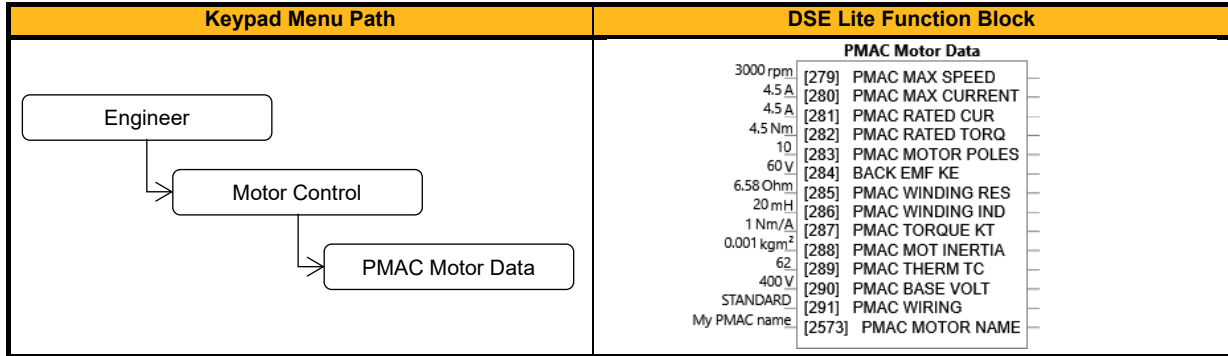 Keypad Menu Path
DSE Lite Function Block
Engineer
Motor Control
PMAC Motor Data
PMAC Motor Data
3000 rpm [279] PMAC MAX SPEED
4.5 A [280] PMAC MAX CURRENT
4.5 A [281] PMAC RATED CUR
4.5 Nm [282] PMAC RATED TORQ
10 [283] PMAC MOTOR POLES
60 V [284] BACK EMF KE
6.58 Ohm [285] PMAC WINDING RES
20 mH [286] PMAC WINDING IND
1 Nm/A [287] PMAC TORQUE KT
0.001 kgm² [288] PMAC MOT INERTIA
62 [289] PMAC THERM TC
400 V [290] PMAC BASE VOLT
STANDARD [291] PMAC WIRING
My PMAC name [2573] PMAC MOTOR NAME